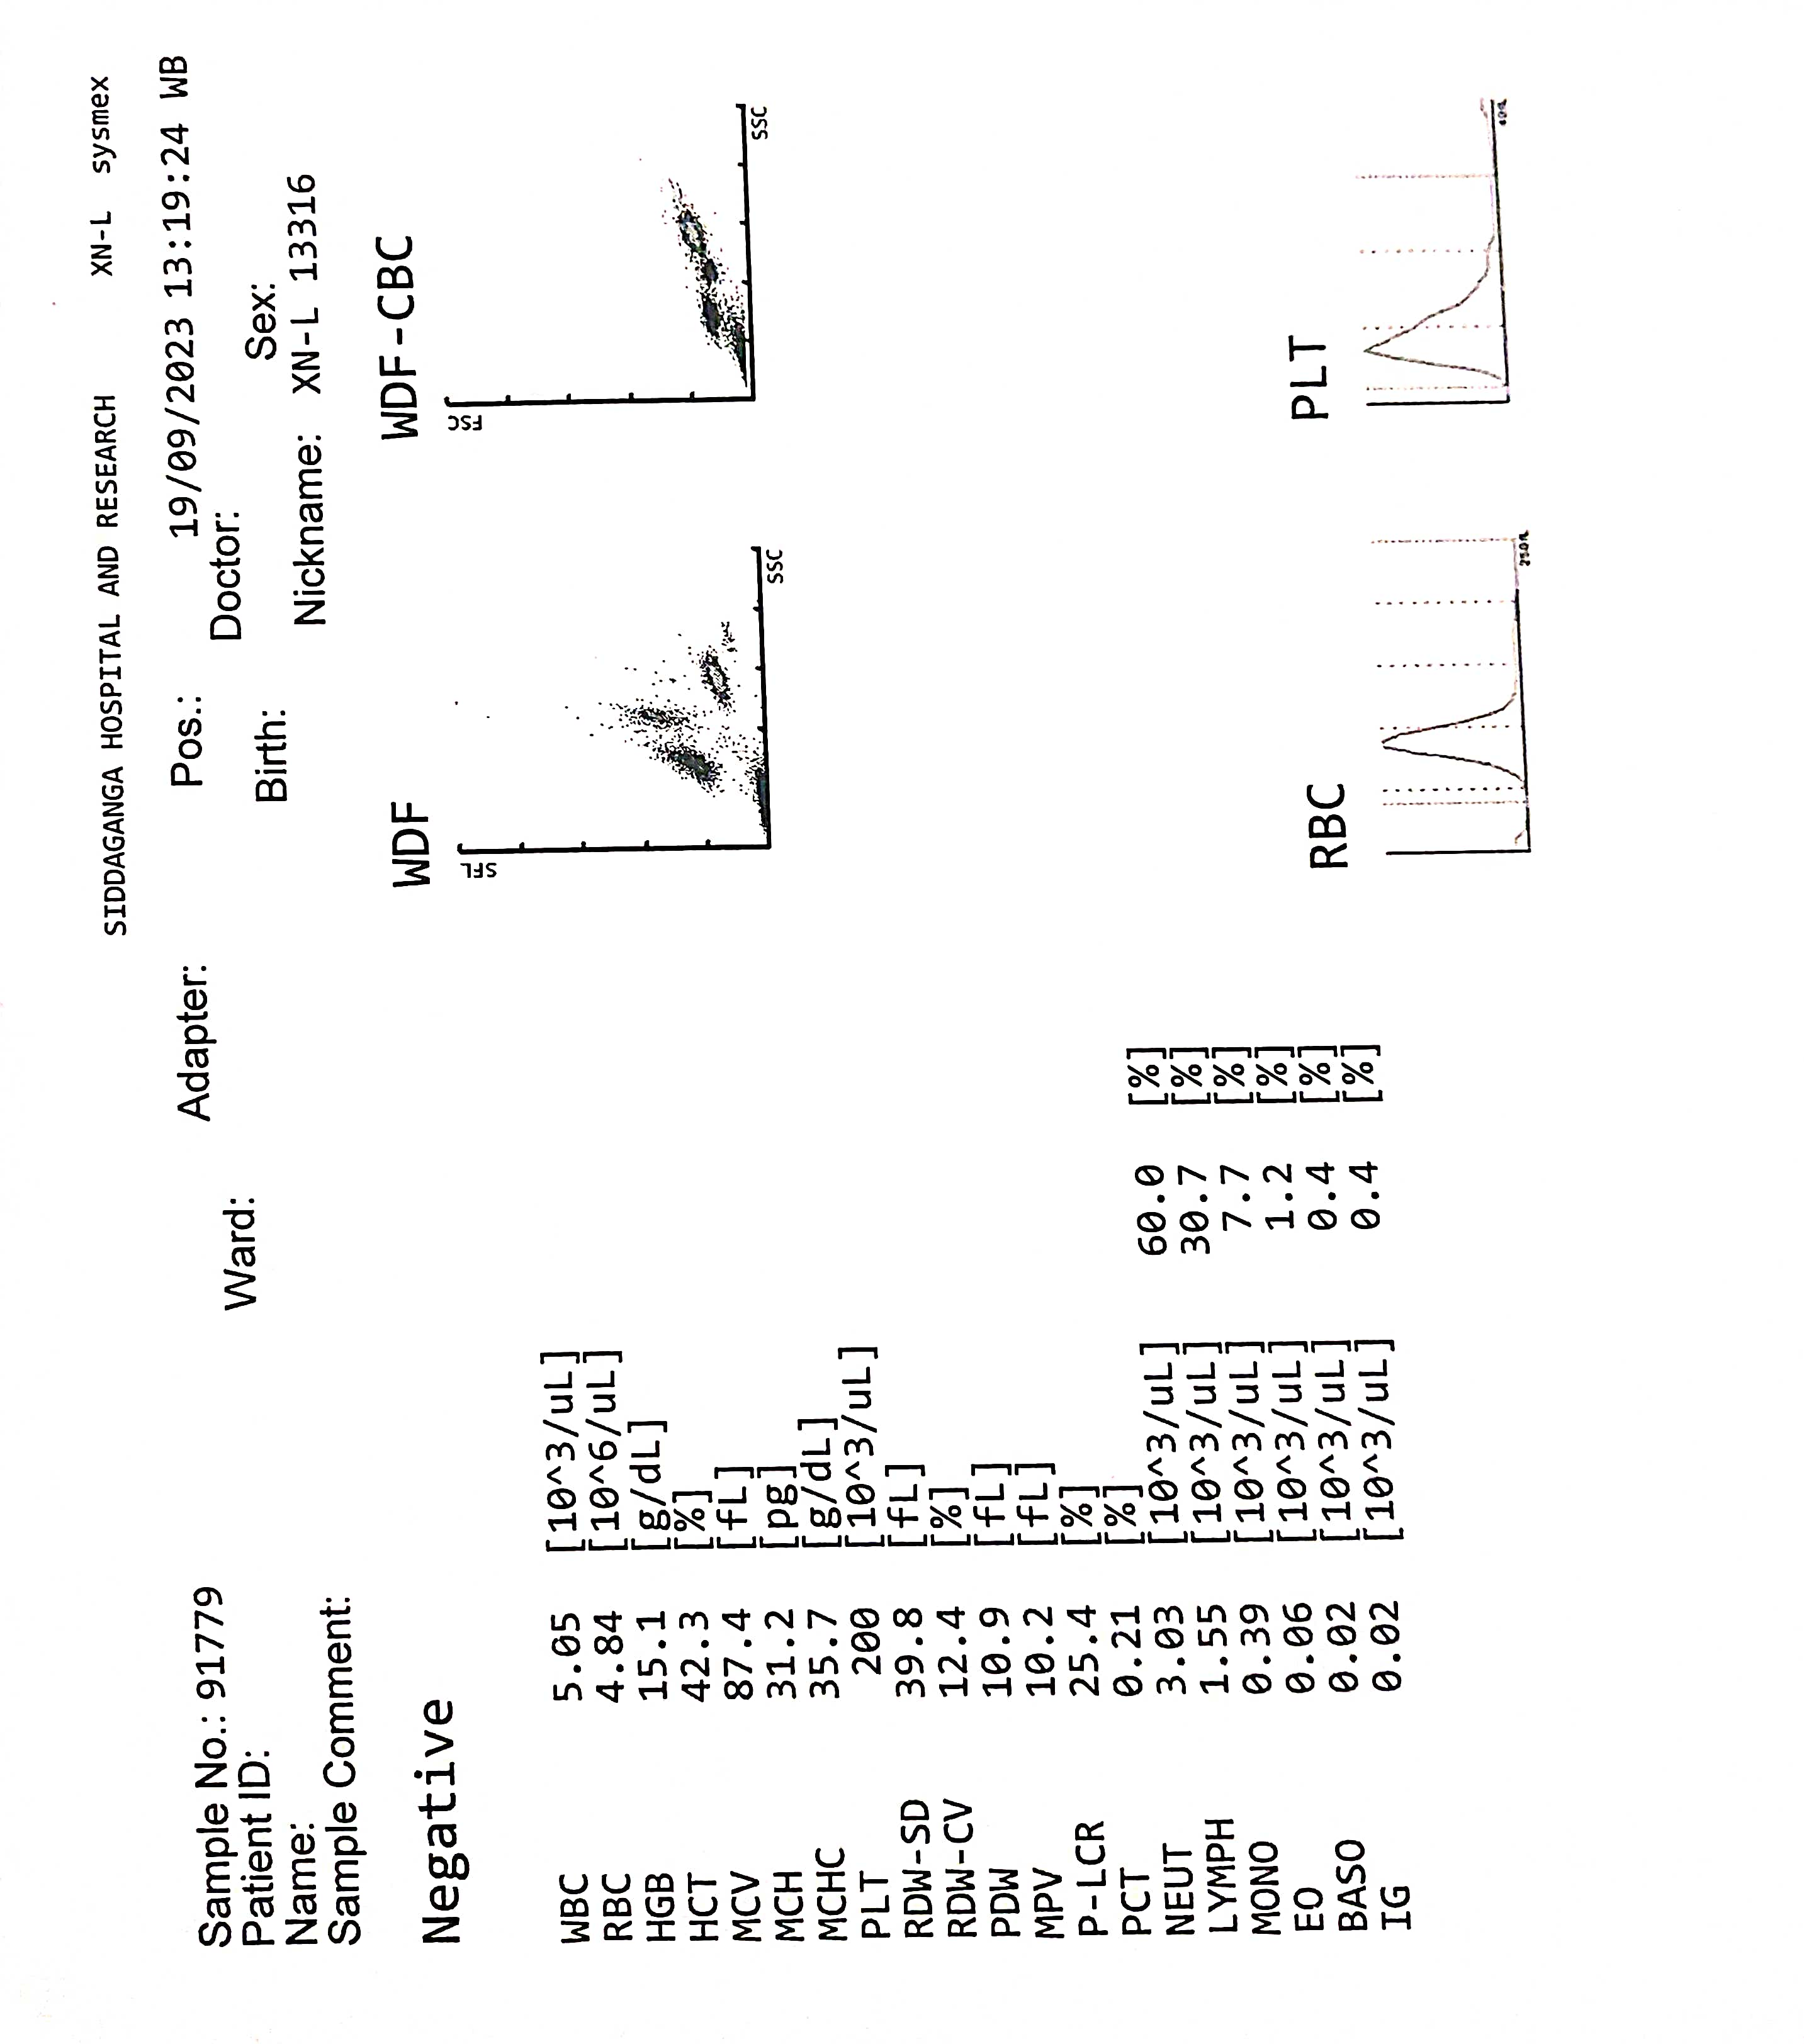 SIDDAGANGA HOSPITAL AND RESEARCH XN-L sysmex
Sample No.: 91779 Adapter: Pos.: 19/09/2023 13:19:24 WB
Patient ID: Ward: Doctor:
Name: Birth: Sex:
Sample Comment: Nickname: XN-L 13316
Negative
WDF
WDF-CBC
SFL
SSC
FSC
SSC
WBC 5.05 [10^3/uL]
RBC 4.84 [10^6/uL]
HGB 15.1 [g/dL]
HCT 42.3 [%]
MCV 87.4 [fL]
MCH 31.2 [pg]
MCHC 35.7 [g/dL]
PLT 200 [10^3/uL]
RDW-SD 39.8 [fL]
RDW-CV 12.4 [%]
PDW 10.9 [fL]
MPV 10.2 [fL]
P-LCR 25.4 [%]
PCT 0.21 [%]
NEUT 3.03 [10^3/uL] 60.0 [%]
LYMPH 1.55 [10^3/uL] 30.7 [%]
MONO 0.39 [10^3/uL] 7.7 [%]
EO 0.06 [10^3/uL] 1.2 [%]
BASO 0.02 [10^3/uL] 0.4 [%]
IG 0.02 [10^3/uL] 0.4 [%]
RBC
250fL
PLT
40fL